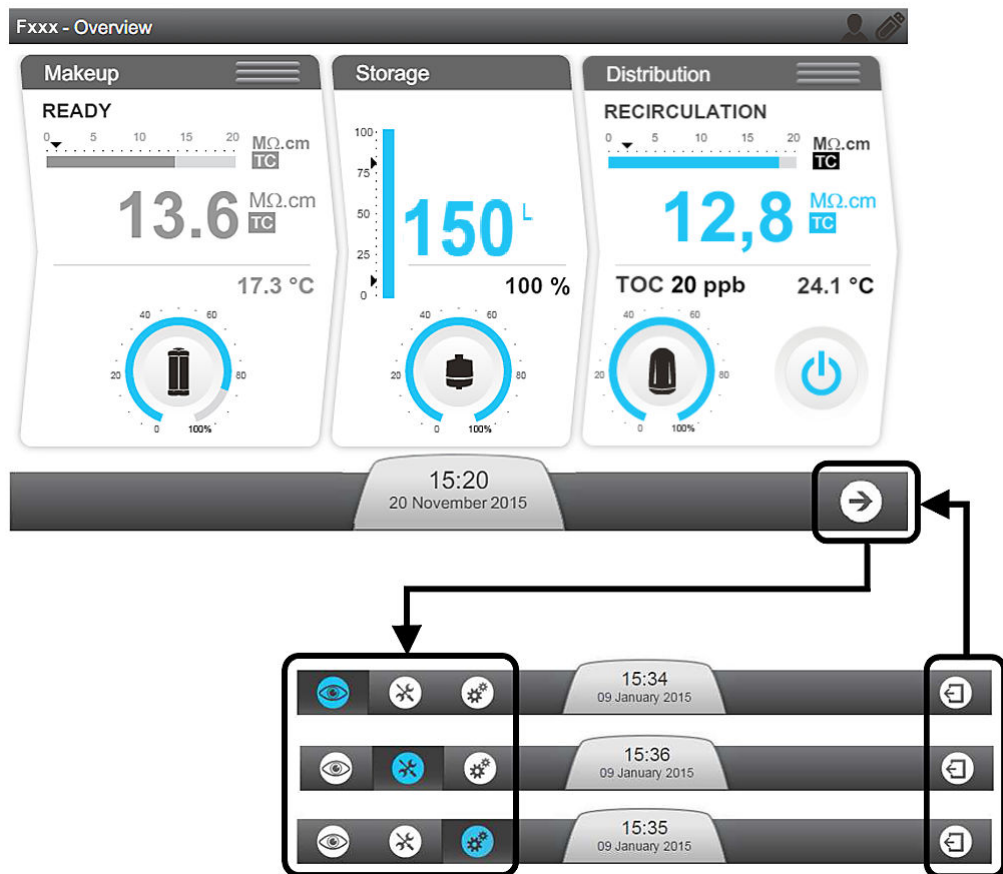 Fxxx - Overview
Makeup
READY
0 5 10 15 20 MΩ.cm
TC
13.6 MΩ.cm
TC
17.3 °C
40 60
20 80
0 100%
Storage
100
75
50
25
0
150 L
100 %
40 60
20 80
0 100%
Distribution
RECIRCULATION
0 5 10 15 20 MΩ.cm
TC
12,8 MΩ.cm
TC
TOC 20 ppb 24.1 °C
40 60
20 80
0 100%
15:20
20 November 2015
15:34
09 January 2015
15:36
09 January 2015
15:35
09 January 2015